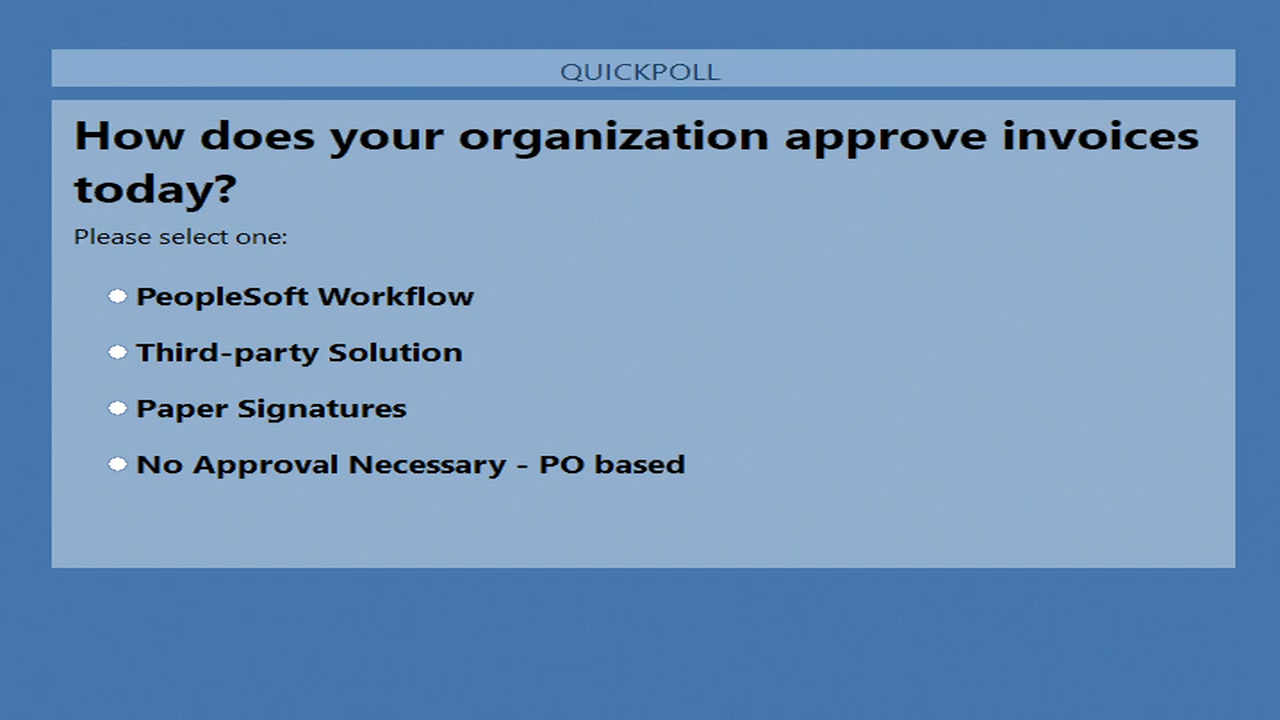 QUICKPOLL
How does your organization approve invoices
today?
Please select one:
PeopleSoft Workflow
Third-party Solution
Paper Signatures
No Approval Necessary - PO based